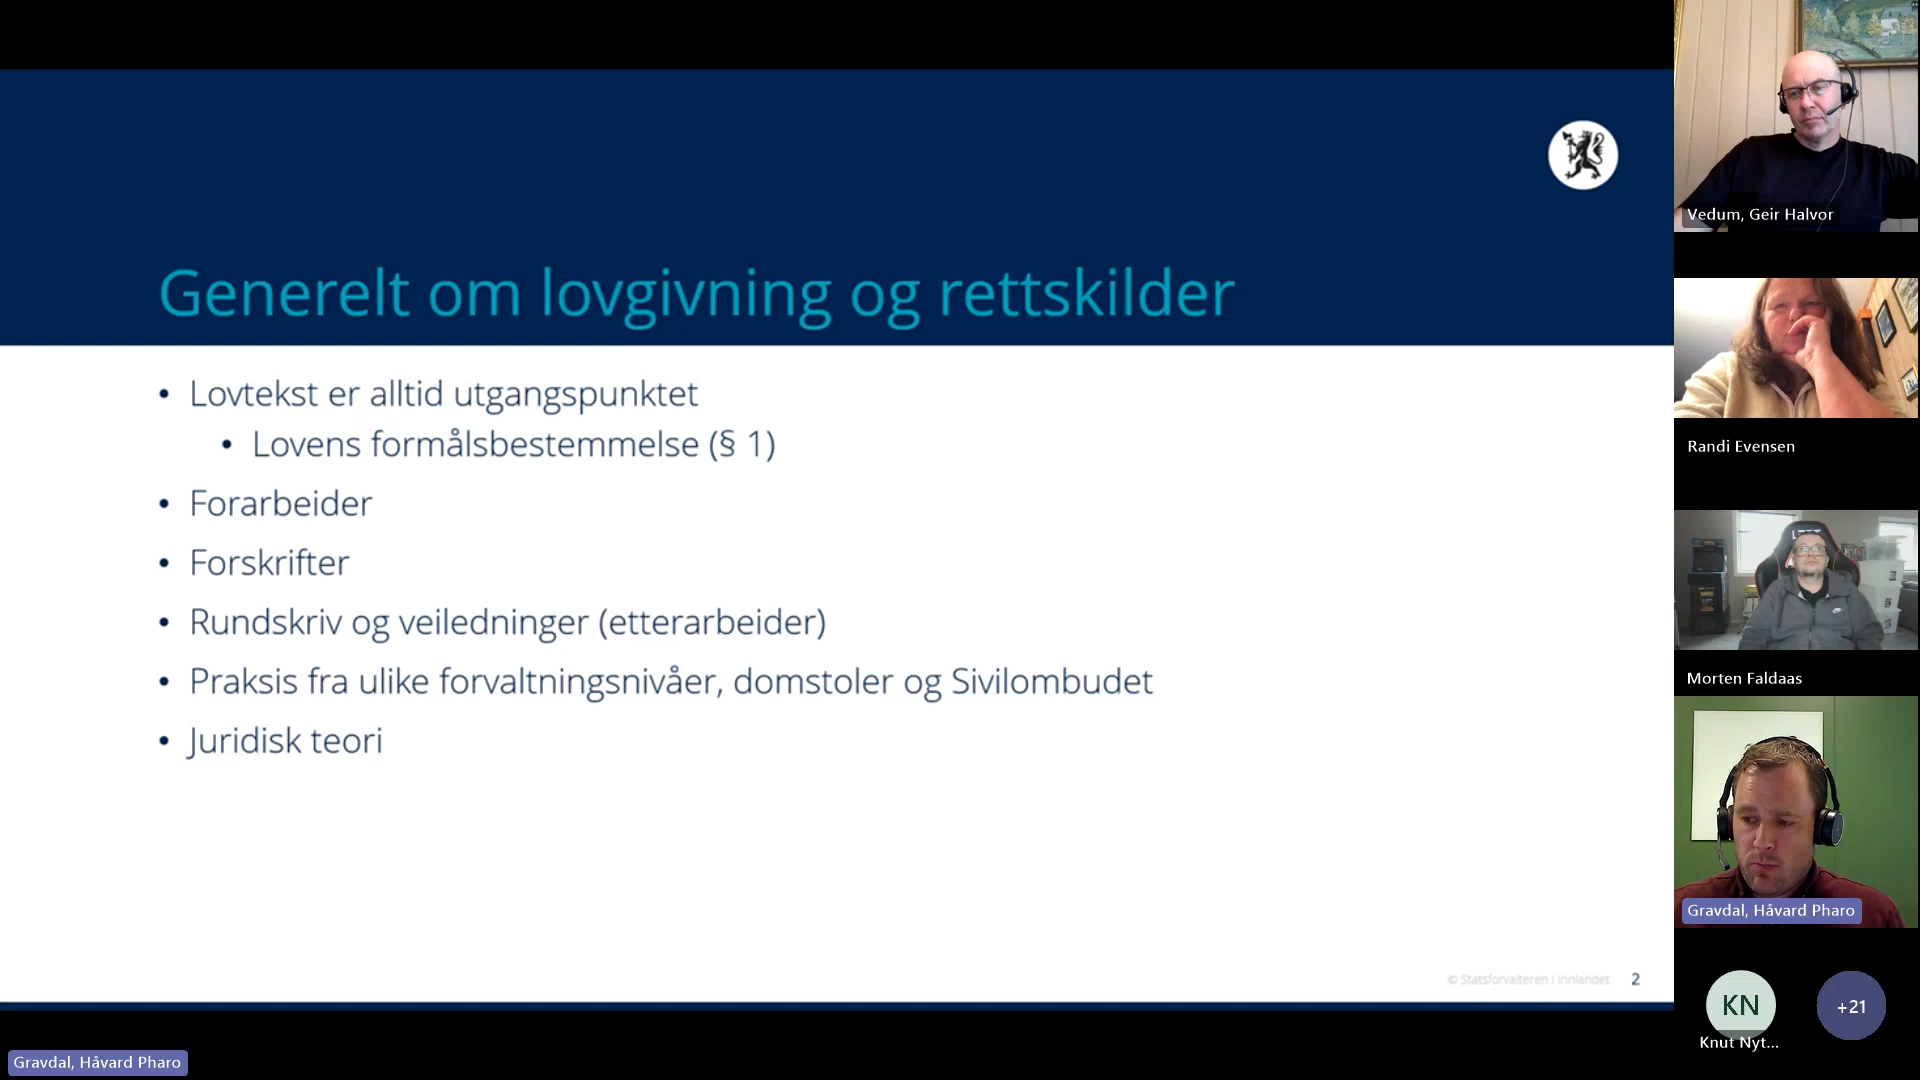 Generelt om lovgivning og rettskilder
• Lovtekst er alltid utgangspunktet
• Lovens formålsbestemmelse (§ 1)
• Forarbeider
• Forskrifter
• Rundskriv og veiledninger (etterarbeider)
• Praksis fra ulike forvaltningsnivåer, domstoler og Sivilombudet
• Juridisk teori
© Statsforvalteren i Innlandet 2
Gravdal, Håvard Pharo
Vedum, Geir Halvor
Randi Evensen
Morten Faldaas
Gravdal, Håvard Pharo
KN
+21
Knut Nyt...